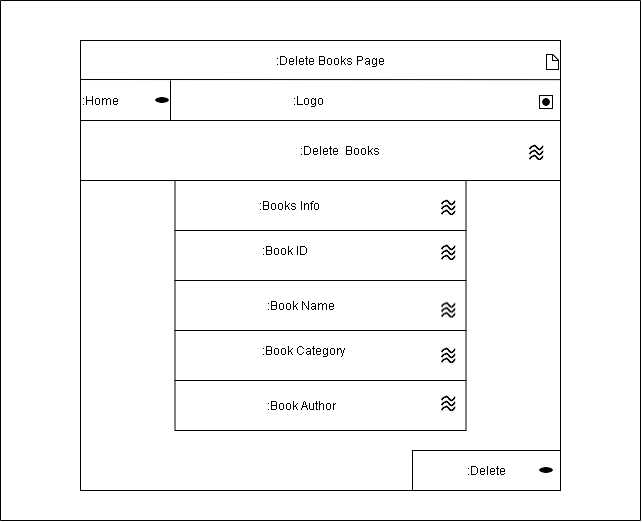 :Delete Books Page
:Home
:Logo
:Delete  Books
:Books Info
:Book ID
:Book Name
:Book Category
:Book Author
:Delete